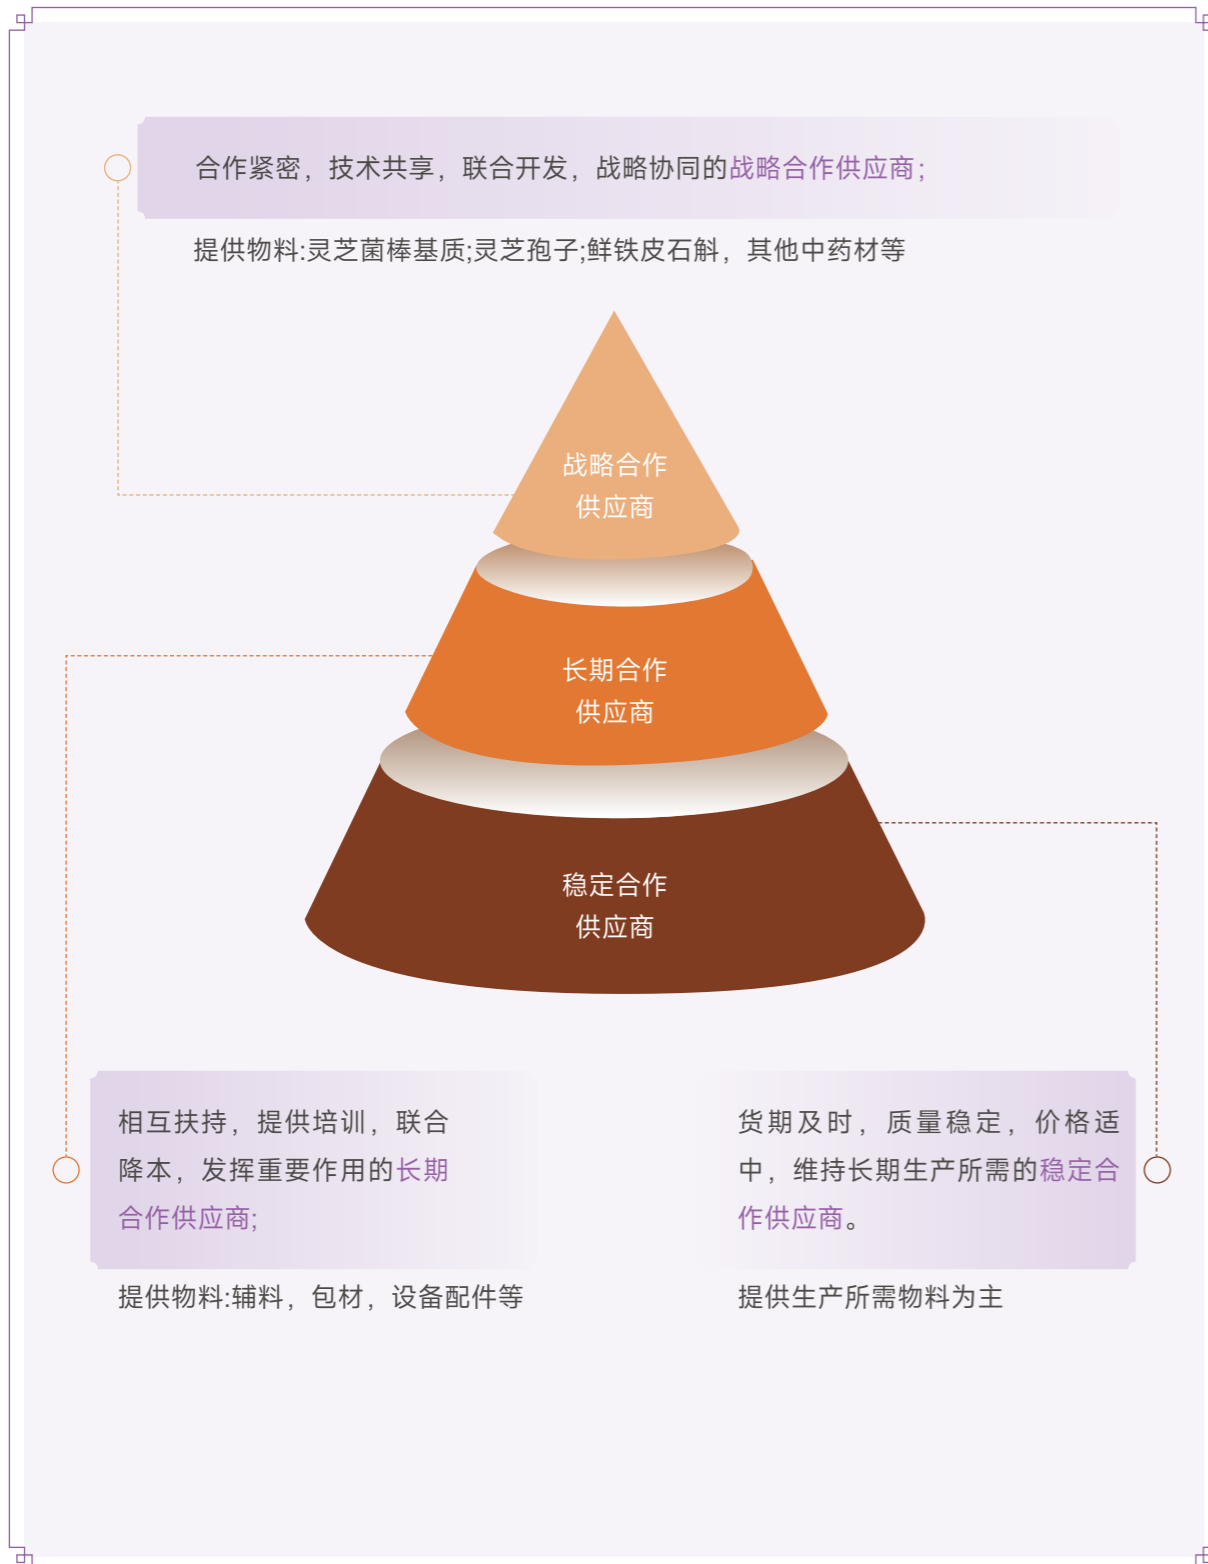 合作紧密，技术共享，联合开发，战略协同的战略合作供应商；
提供物料:灵芝菌棒基质;灵芝孢子;鲜铁皮石斛，其他中药材等
战略合作
供应商
长期合作
供应商
稳定合作
供应商
相互扶持，提供培训，联合
降本，发挥重要作用的长期
合作供应商;
提供物料:辅料，包材，设备配件等
货期及时，质量稳定，价格适
中，维持长期生产所需的稳定合
作供应商。
提供生产所需物料为主